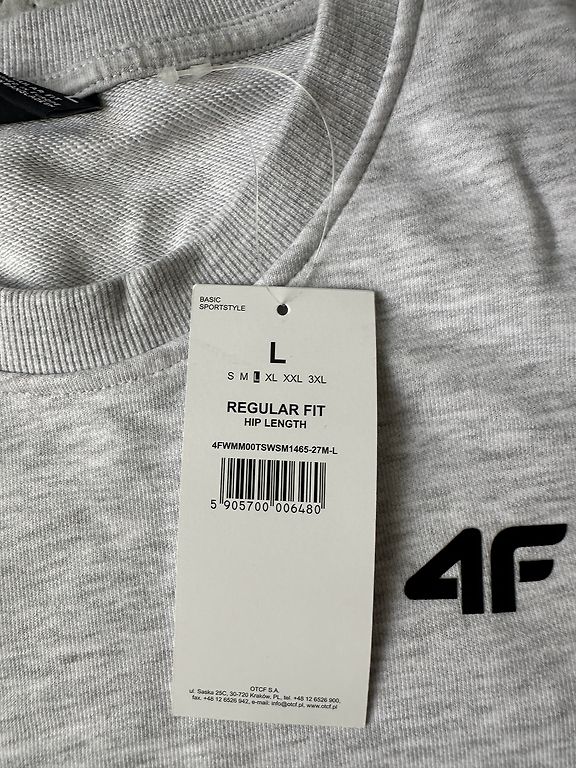 BASIC
SPORTSTYLE
L
S M L XL XXL 3XL
REGULAR FIT
HIP LENGTH
4FWMM00TSWSM1465-27M-L
5 905700 006480
4F
OTCF S.A.
ul. Saska 25C, 30-720 Kraków, PL, tel. +48 12 6526 900,
fax. +48 12 6526 942, e-mail: info@otcf.pl, www.otcf.pl